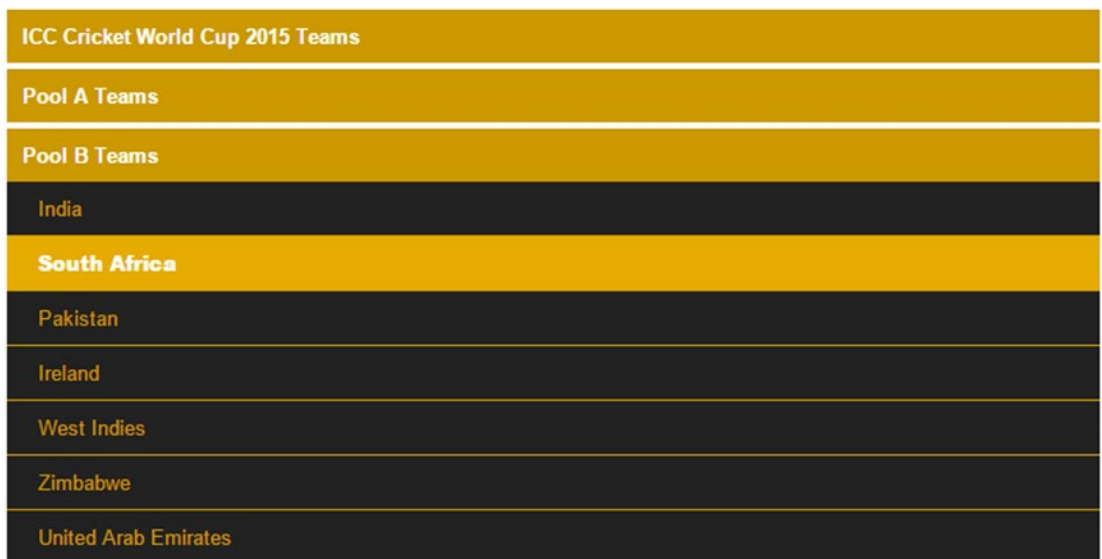 ICC Cricket World Cup 2015 Teams
Pool A Teams
Pool B Teams
India
South Africa
Pakistan
Ireland
West Indies
Zimbabwe
United Arab Emirates